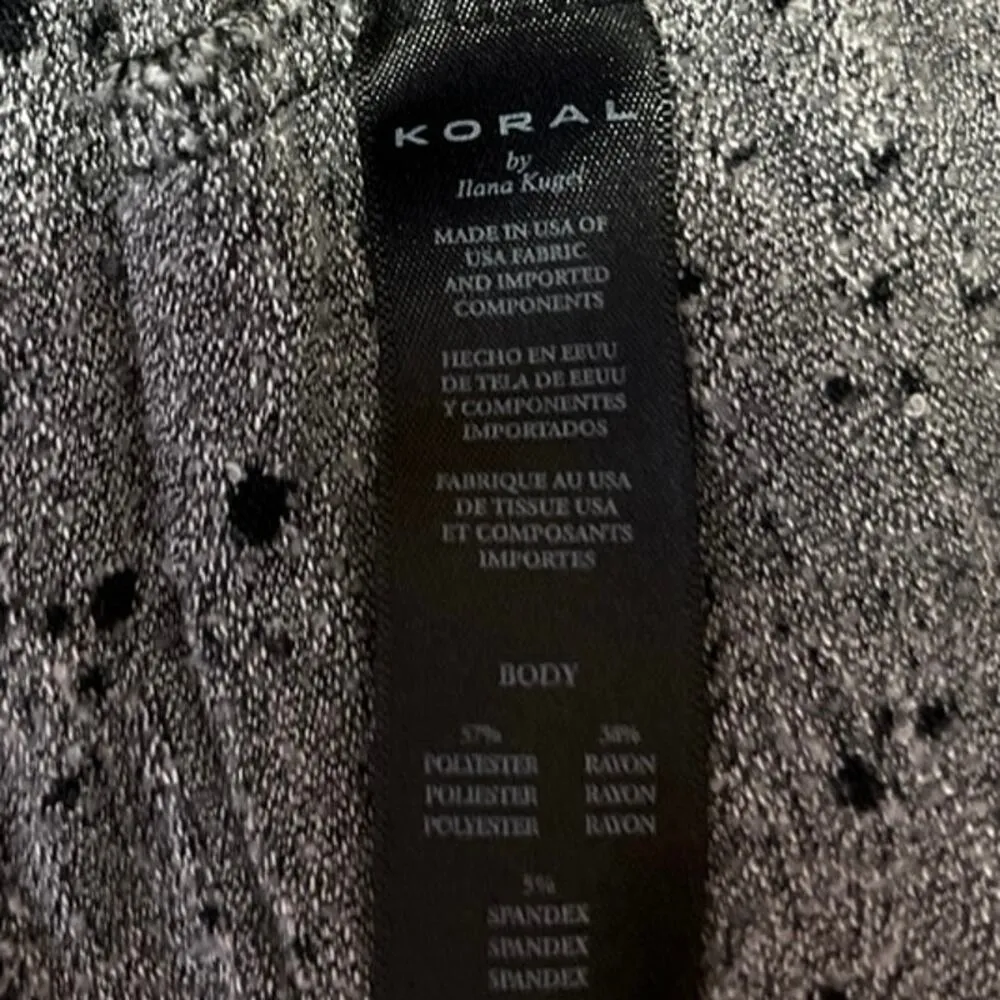 KORAL
by
Ilana Kugel
MADE IN USA OF
USA FABRIC
AND IMPORTED
COMPONENTS
HECHO EN EEUU
DE TELA DE EEUU
Y COMPONENTES
IMPORTADOS
FABRIQUE AU USA
DE TISSUE USA
ET COMPOSANTS
IMPORTES
BODY
57% 38%
POLYESTER RAYON
POLIESTER RAYON
POLYESTER RAYON
5%
SPANDEX
SPANDEX
SPANDEX